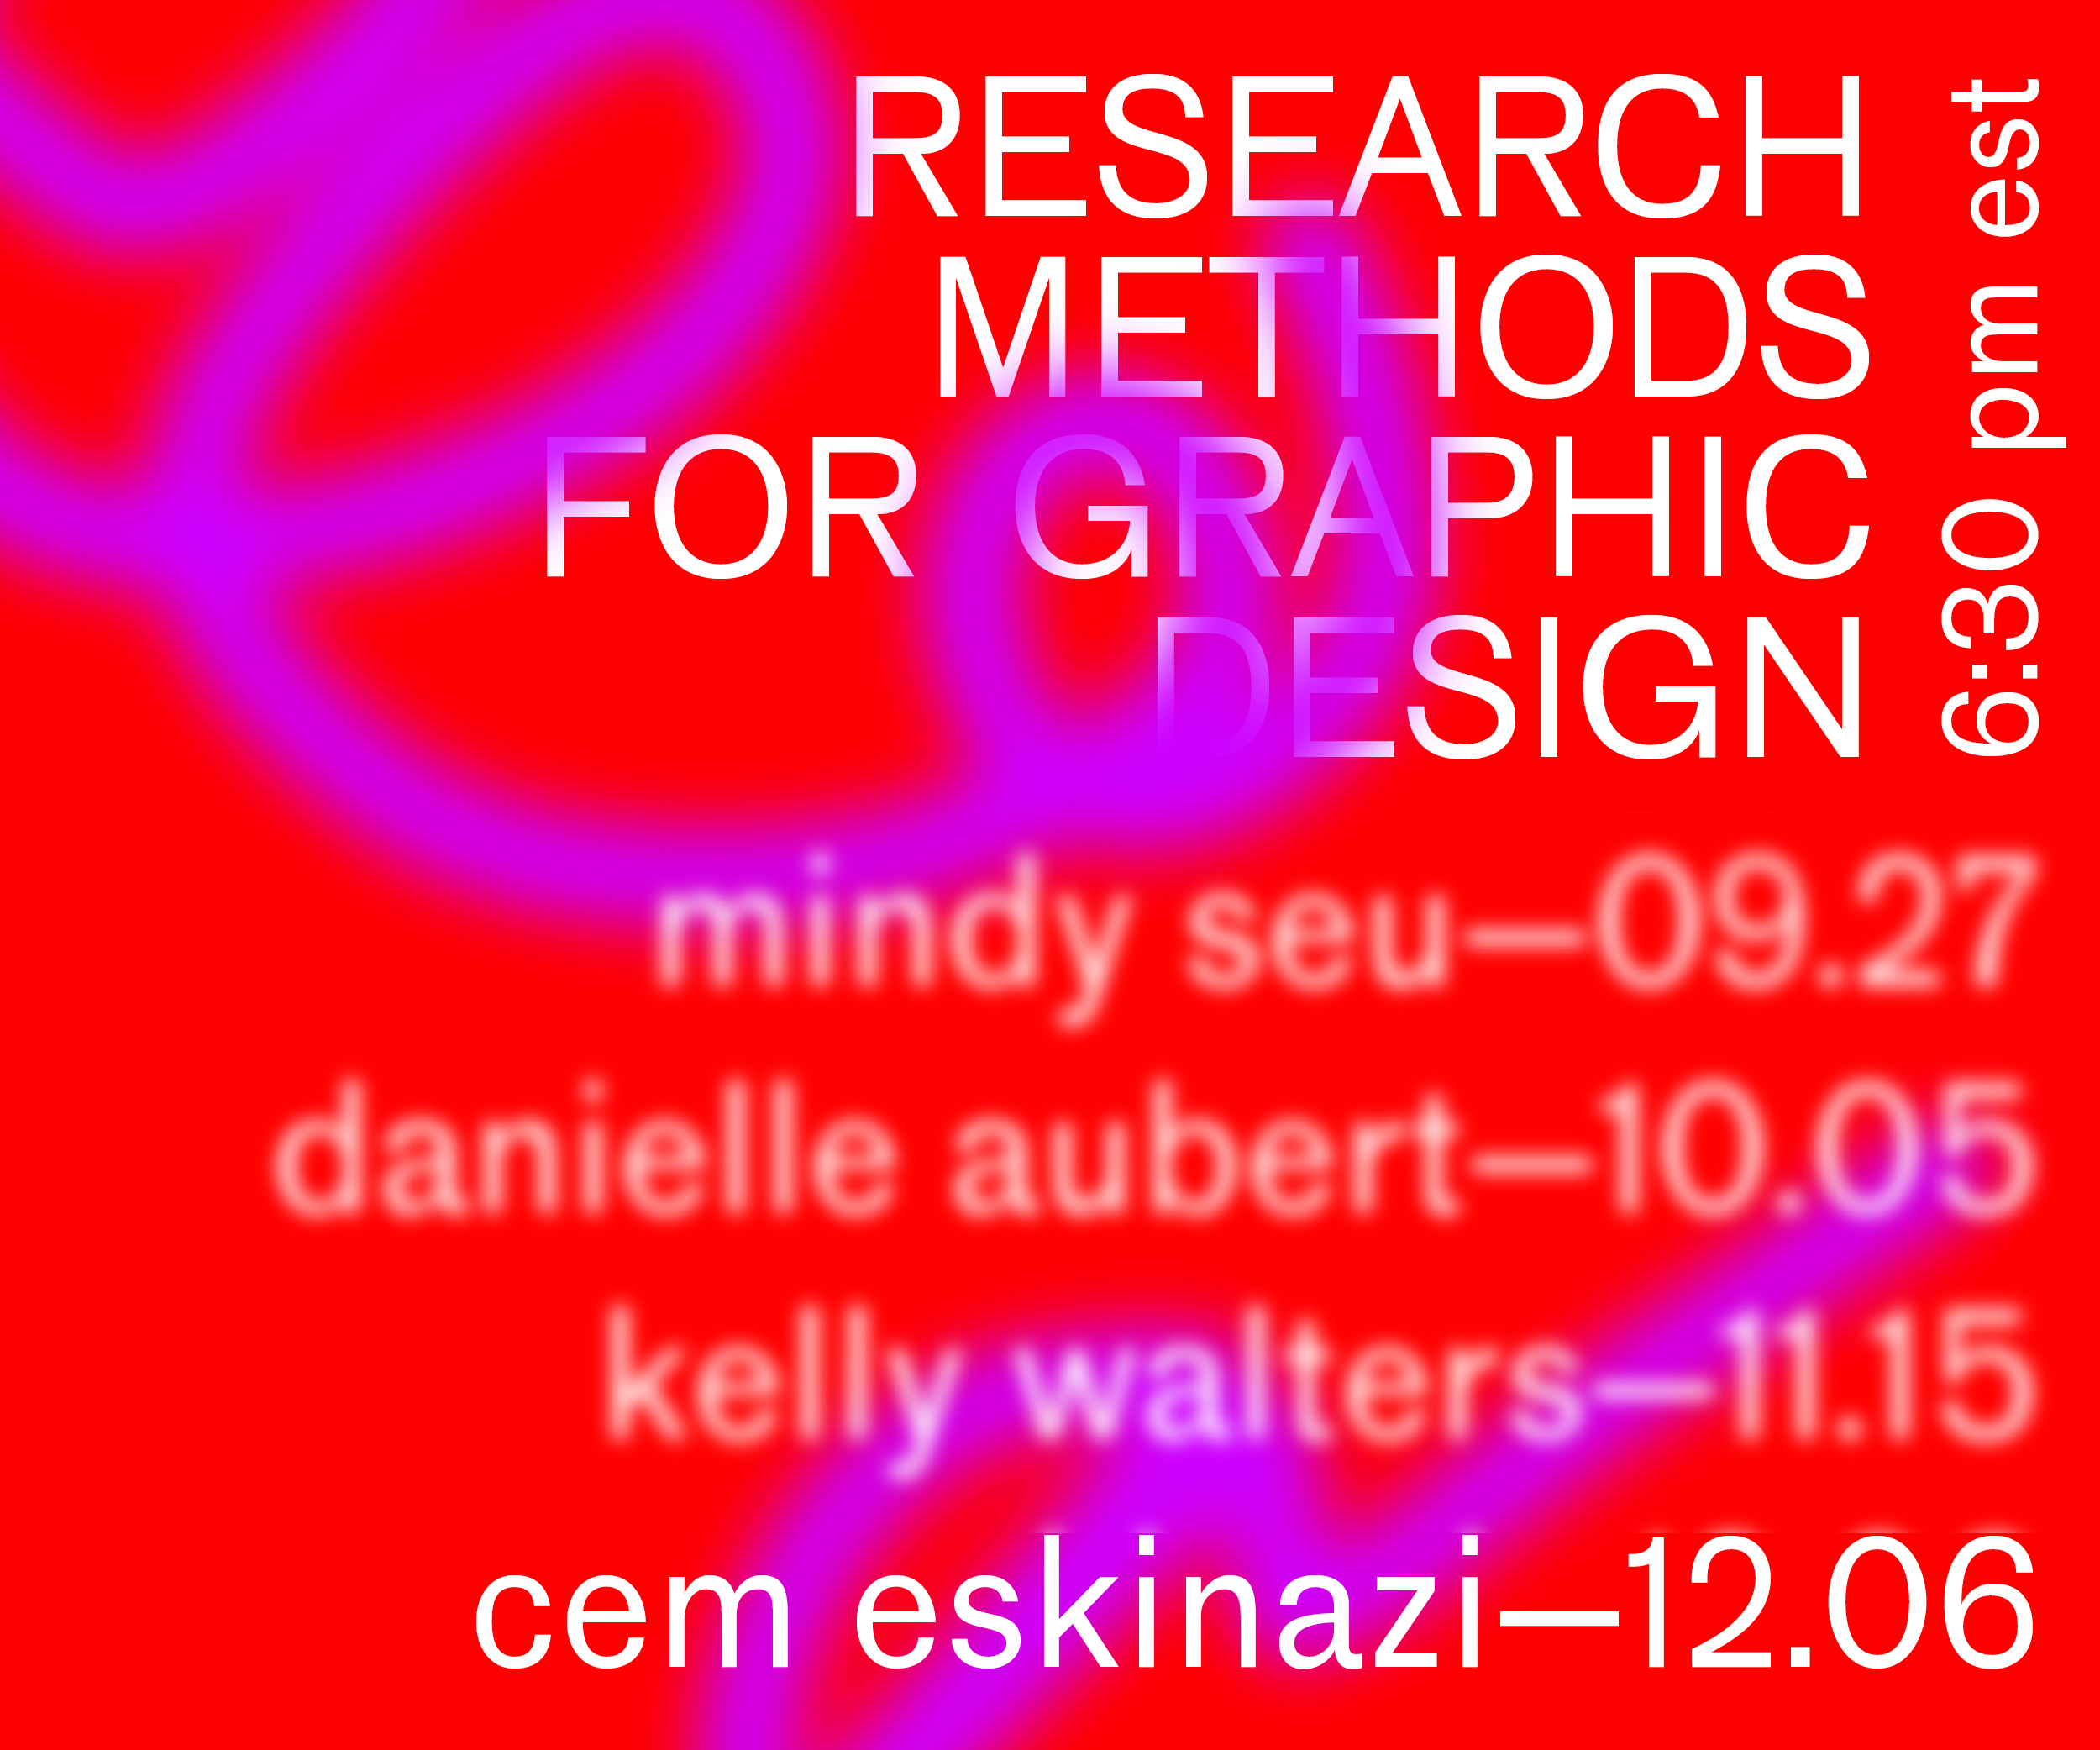 RESEARCH
METHODS
FOR GRAPHIC
DESIGN
6:30 pm est
mindy seu—09.27
danielle aubert—10.05
kelly walters—11.15
cem eskinazi—12.06